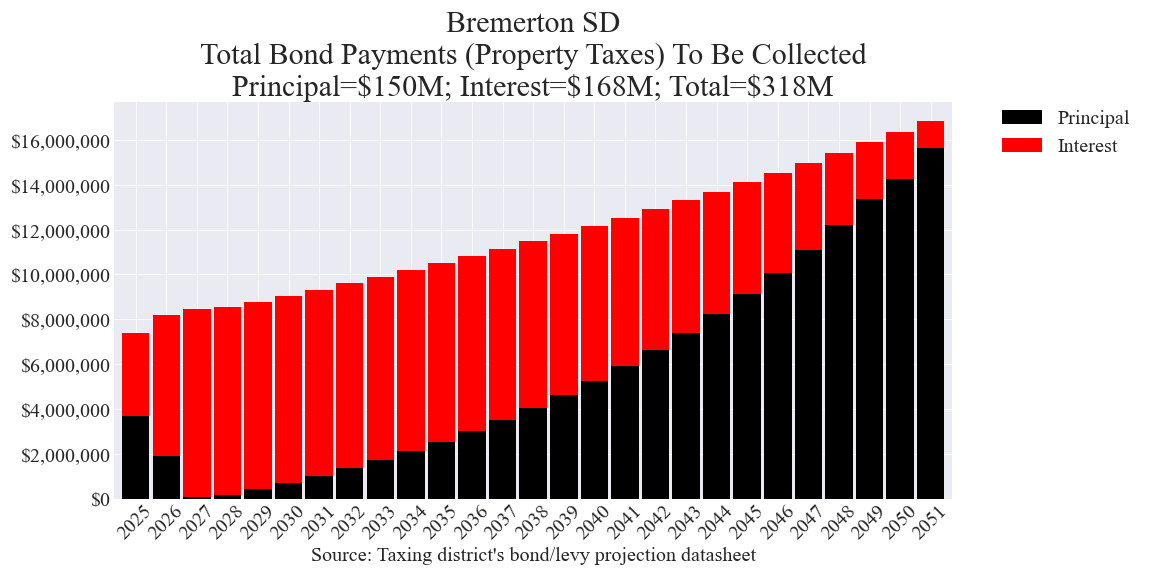 Bremerton SD
Total Bond Payments (Property Taxes) To Be Collected
Principal=$150M; Interest=$168M; Total=$318M
Principal
Interest
$16,000,000
$14,000,000
$12,000,000
$10,000,000
$8,000,000
$6,000,000
$4,000,000
$2,000,000
$0
2025 2026 2027 2028 2029 2030 2031 2032 2033 2034 2035 2036 2037 2038 2039 2040 2041 2042 2043 2044 2045 2046 2047 2048 2049 2050 2051
Source: Taxing district's bond/levy projection datasheet